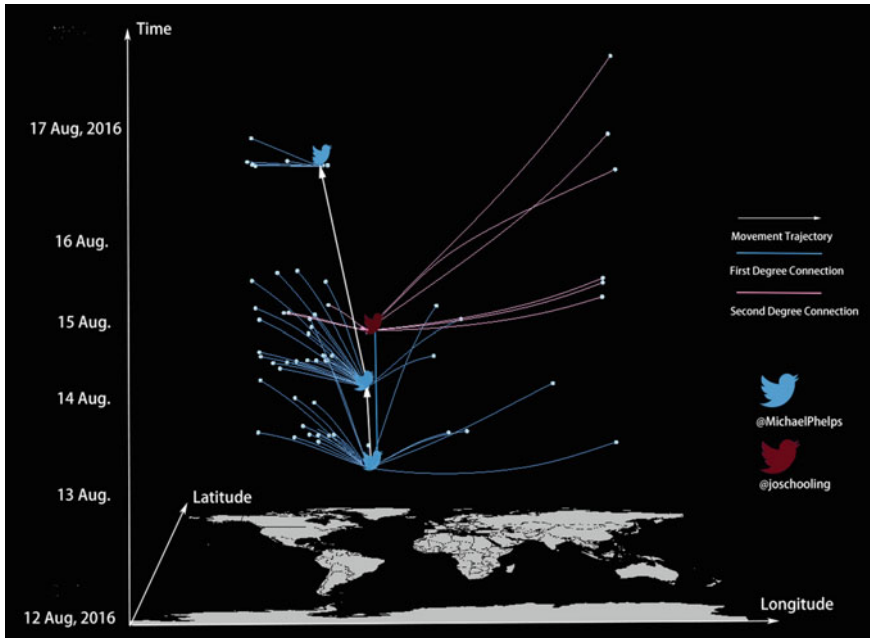 Time
17 Aug, 2016
16 Aug.
15 Aug.
14 Aug.
13 Aug.
12 Aug, 2016
Latitude
Longitude
Movement Trajectory
First Degree Connection
Second Degree Connection
@MichaelPhelps
@joschooling